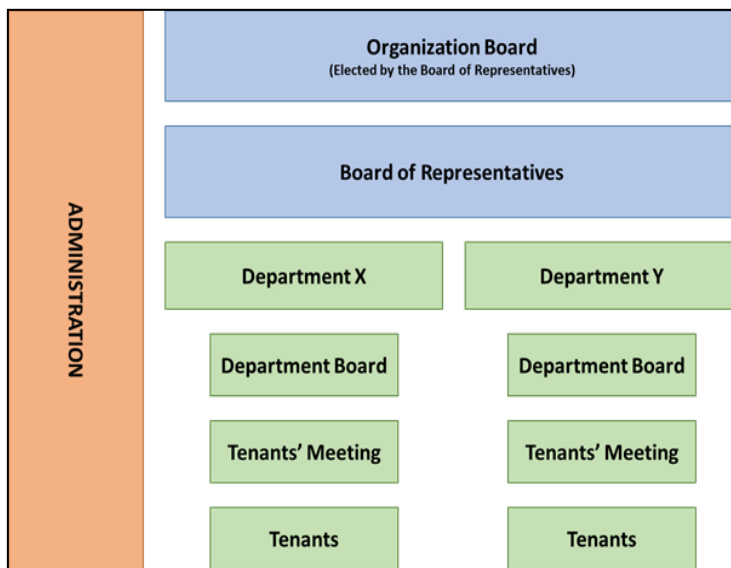 ADMINISTRATION
Organization Board
(Elected by the Board of Representatives)
Board of Representatives
Department X
Department Y
Department Board
Department Board
Tenants’ Meeting
Tenants’ Meeting
Tenants
Tenants